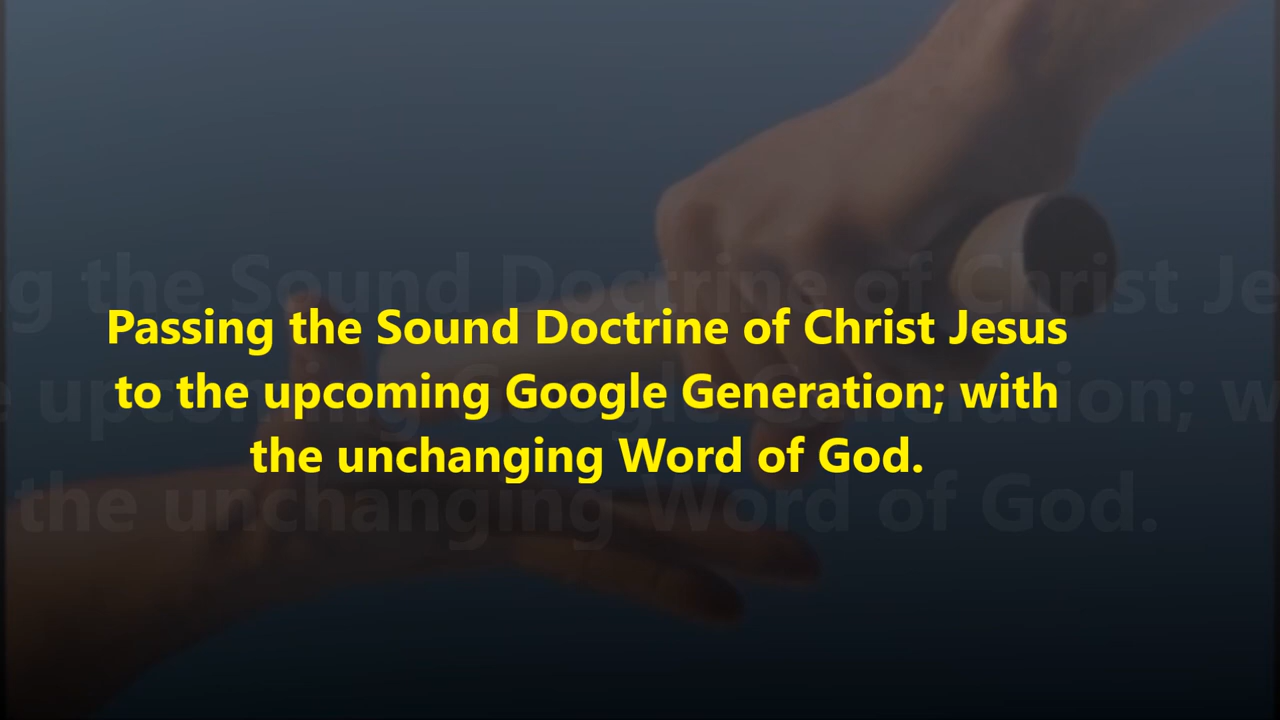 Passing the Sound Doctrine of Christ Jesus
to the upcoming Google Generation; with
the unchanging Word of God.